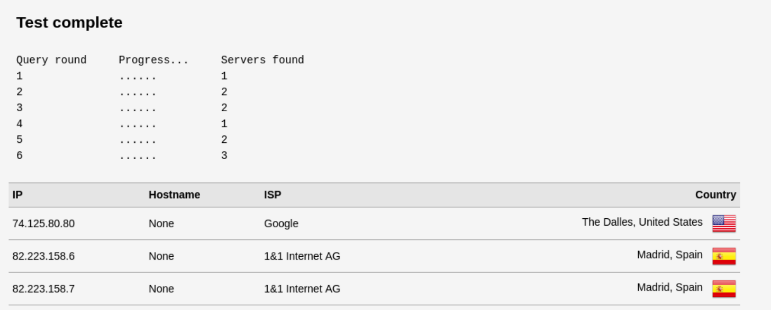 Test complete
Query round Progress... Servers found
1 ...... 1
2 ...... 2
3 ...... 2
4 ...... 1
5 ...... 2
6 ...... 3
IP Hostname ISP Country
74.125.80.80 None Google The Dalles, United States
82.223.158.6 None 1&1 Internet AG Madrid, Spain
82.223.158.7 None 1&1 Internet AG Madrid, Spain